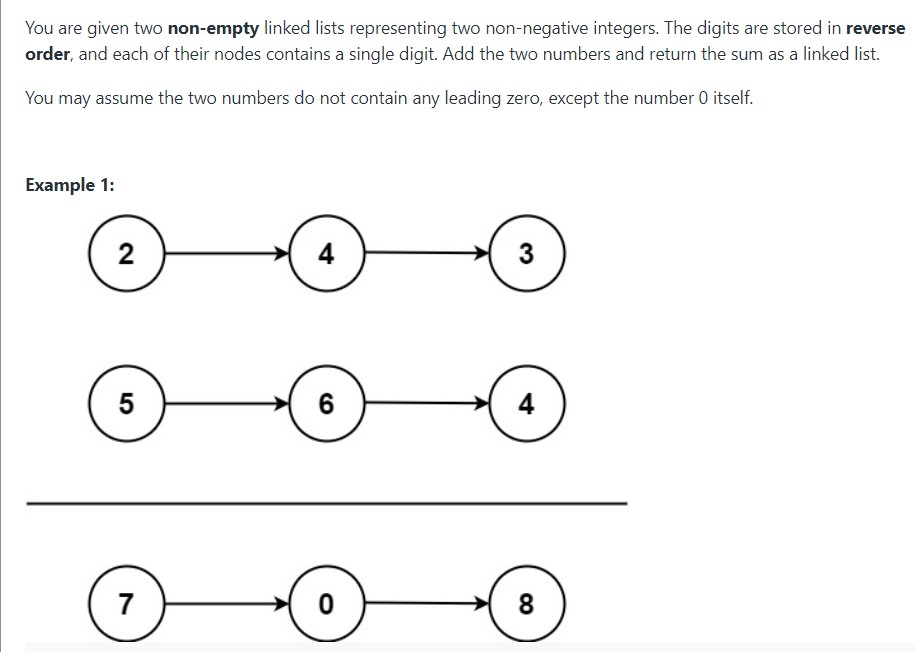 You are given two non-empty linked lists representing two non-negative integers. The digits are stored in reverse
order, and each of their nodes contains a single digit. Add the two numbers and return the sum as a linked list.
You may assume the two numbers do not contain any leading zero, except the number 0 itself.
Example 1:
2 4 3
5 6 4
7 0 8